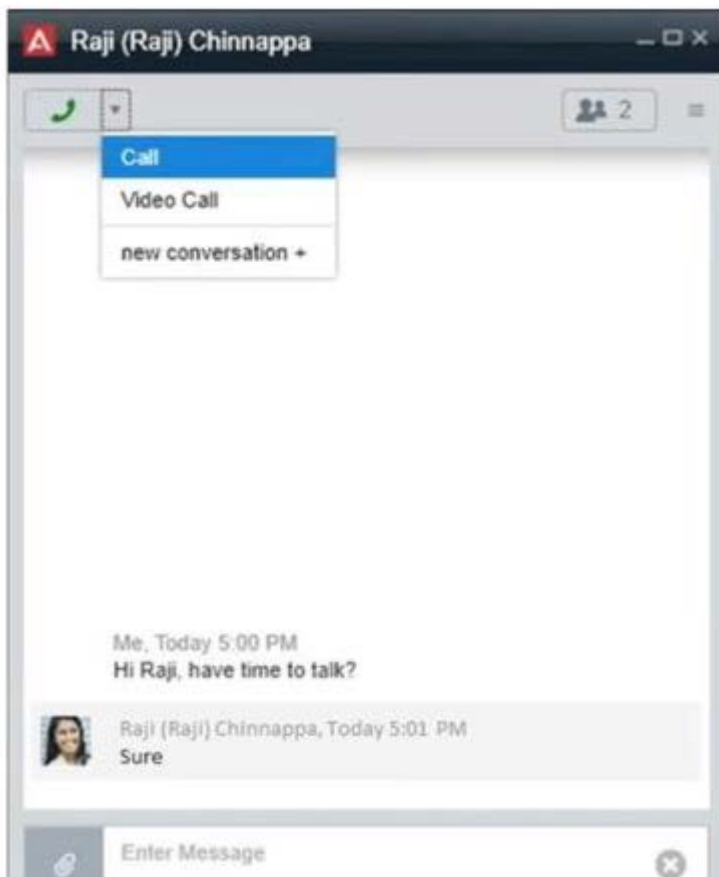 Raji (Raji) Chinnappa
2
Call
Video Call
new conversation +
Me, Today 5:00 PM
Hi Raji, have time to talk?
Raji (Raji) Chinnappa, Today 5:01 PM
Sure
Enter Message